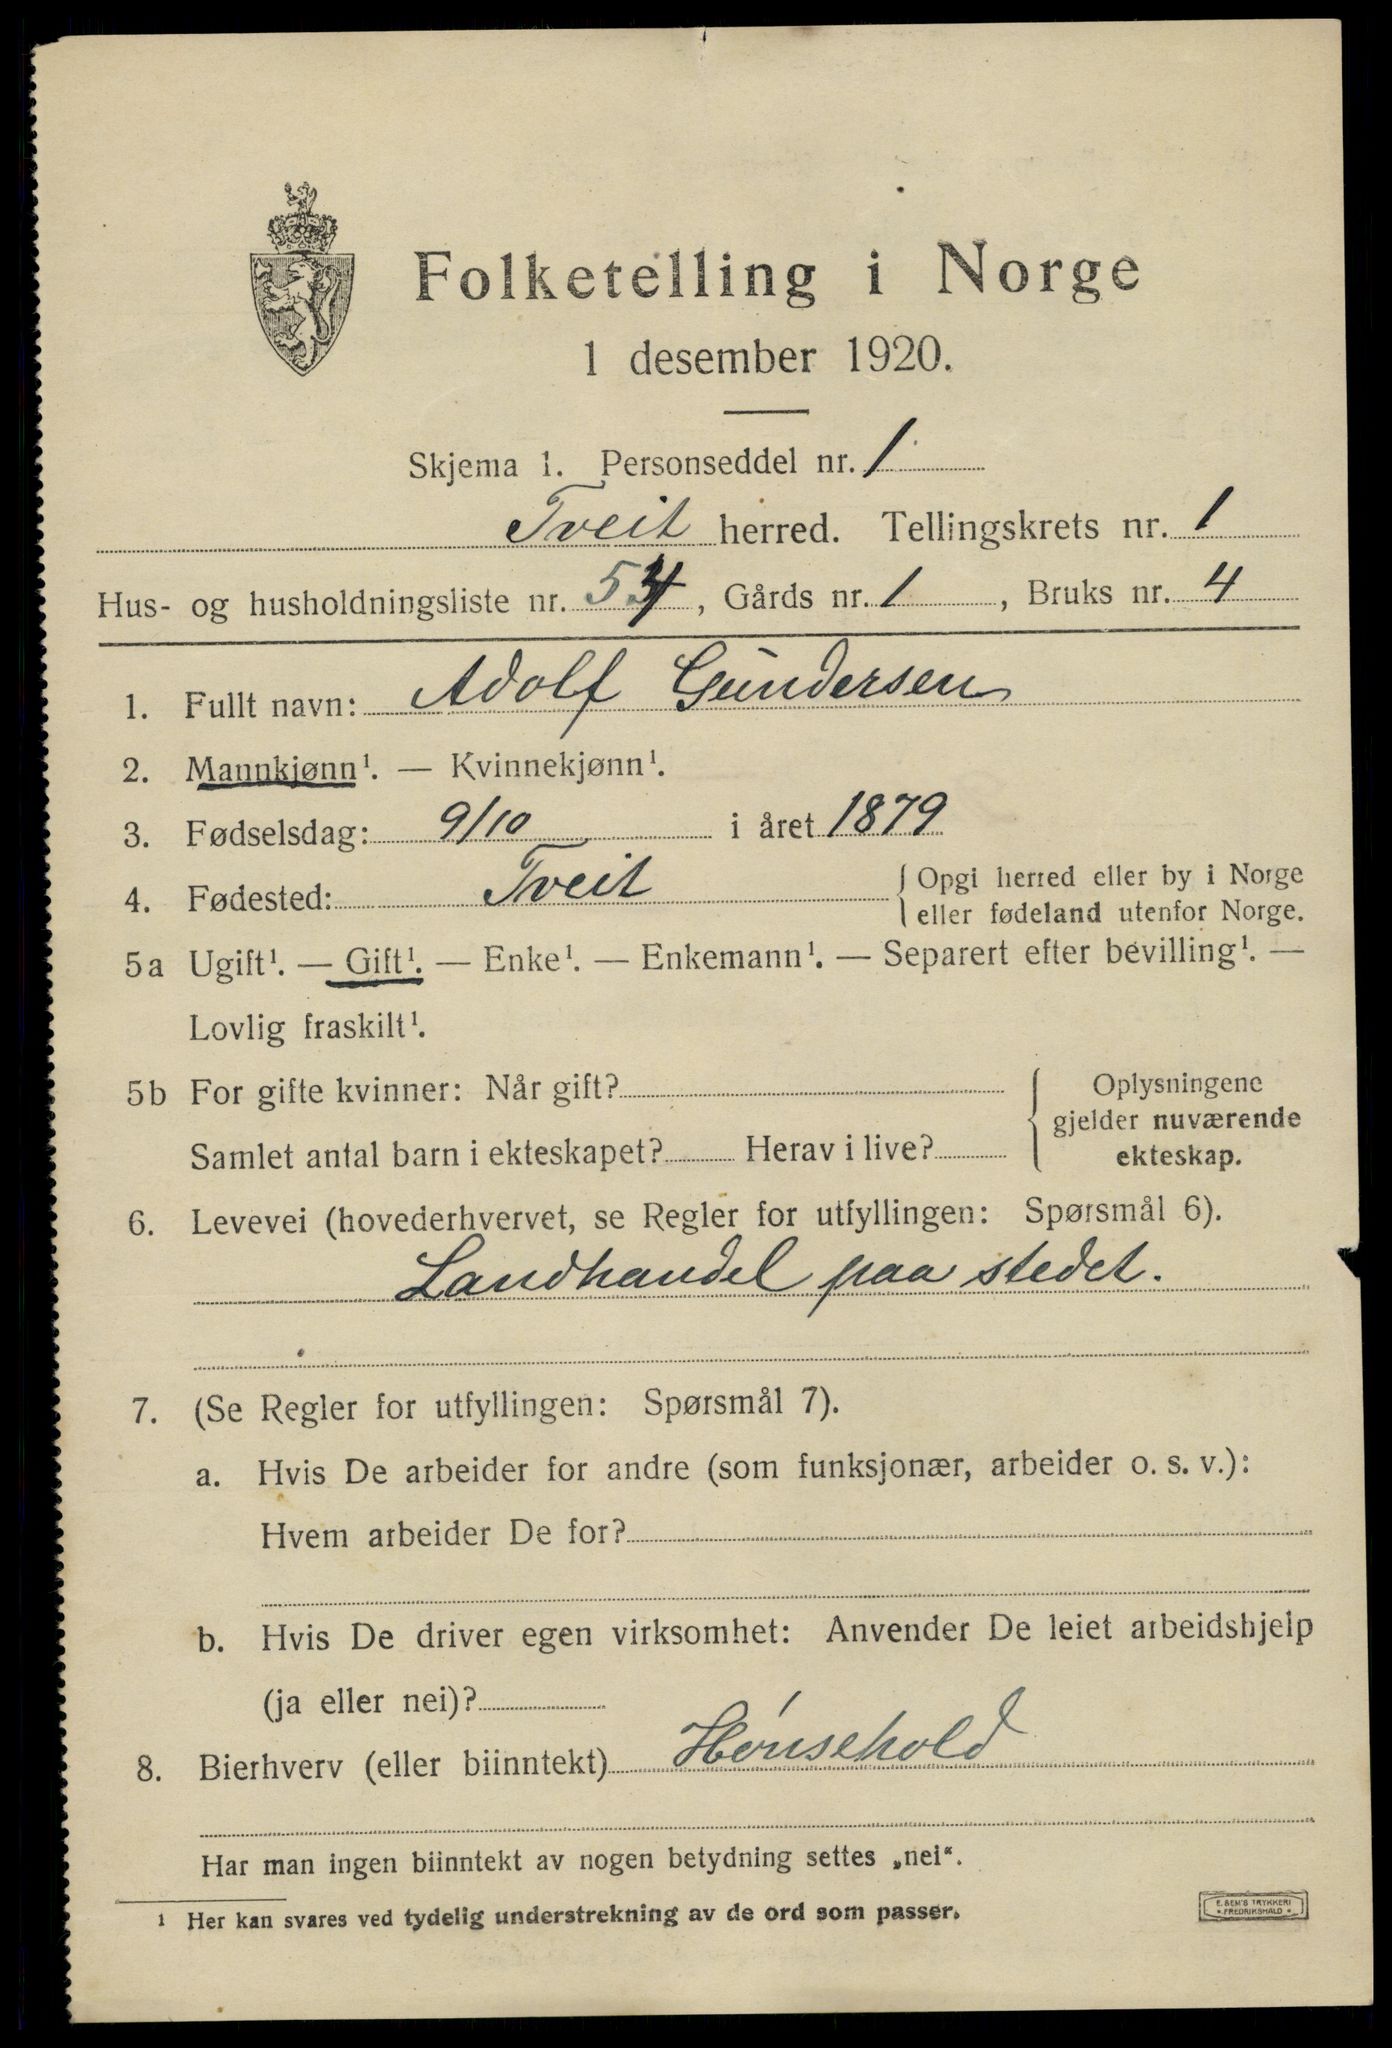 Folketelling i Norge
1 desember 1920.
Skjema 1. Personseddel nr. 1
Tveit herred. Tellingskrets nr. 1
Hus- og husholdningsliste nr. 54, Gårds nr. 1, Bruks nr. 4
1. Fullt navn: Adolf Gundersen
2. Mannkjønn¹. — Kvinnekjønn¹.
3. Fødselsdag: 9/10 i året 1879
4. Fødested: Tveit { Opgi herred eller by i Norge
eller fødeland utenfor Norge.
5a Ugift¹. — Gift¹. — Enke¹. — Enkemann¹. — Separert efter bevilling¹. —
Lovlig fraskilt¹.
5b For gifte kvinner: Når gift? { Oplysningene
gjelder nuværende
Samlet antal barn i ekteskapet? Herav i live? ekteskap.
6. Levevei (hovederhvervet, se Regler for utfyllingen: Spørsmål 6).
Landhandel paa stedet.
7. (Se Regler for utfyllingen: Spørsmål 7).
a. Hvis De arbeider for andre (som funksjonær, arbeider o. s. v.):
Hvem arbeider De for?
b. Hvis De driver egen virksomhet: Anvender De leiet arbeidshjelp
(ja eller nei)?
8. Bierhverv (eller biinntekt) Hønsehold
Har man ingen biinntekt av nogen betydning settes „nei“.
¹ Her kan svares ved tydelig understrekning av de ord som passer.
E. SEM'S TRYKKERI
FREDRIKSHALD